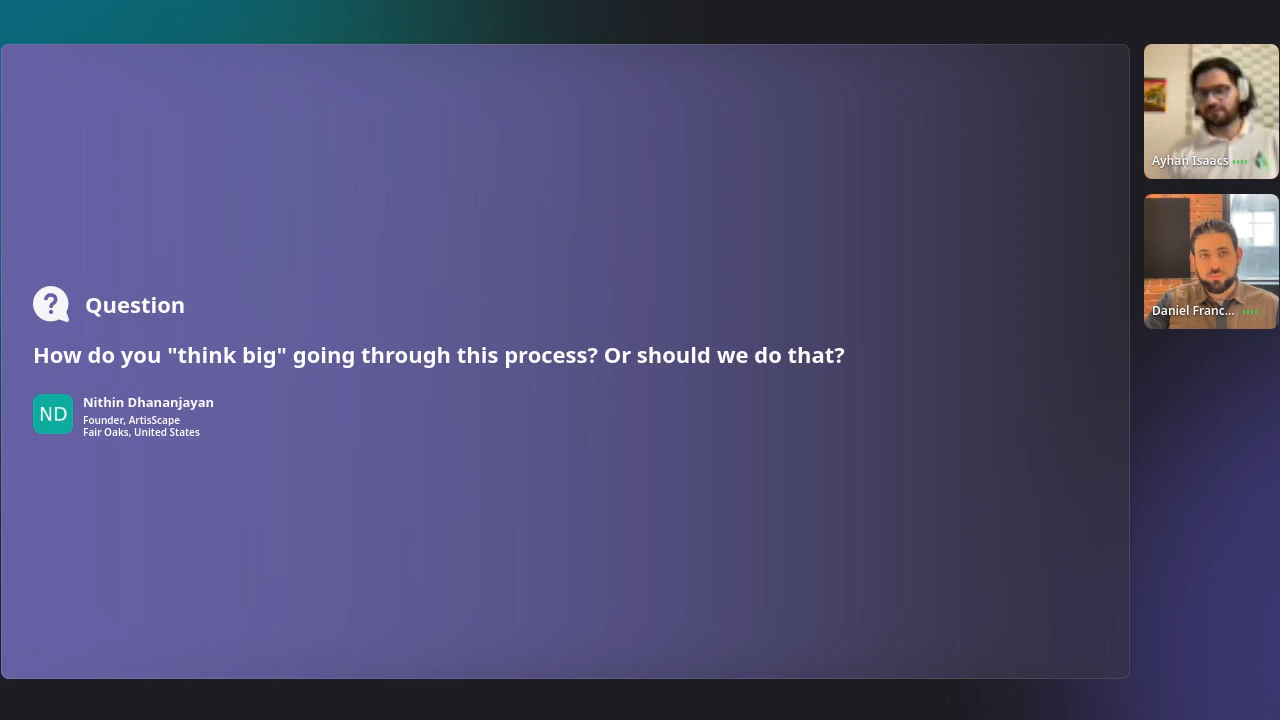 Question
How do you "think big" going through this process? Or should we do that?
ND
Nithin Dhananjayan
Founder, ArtisScape
Fair Oaks, United States
Ayhan Isaacs
Daniel Franc...